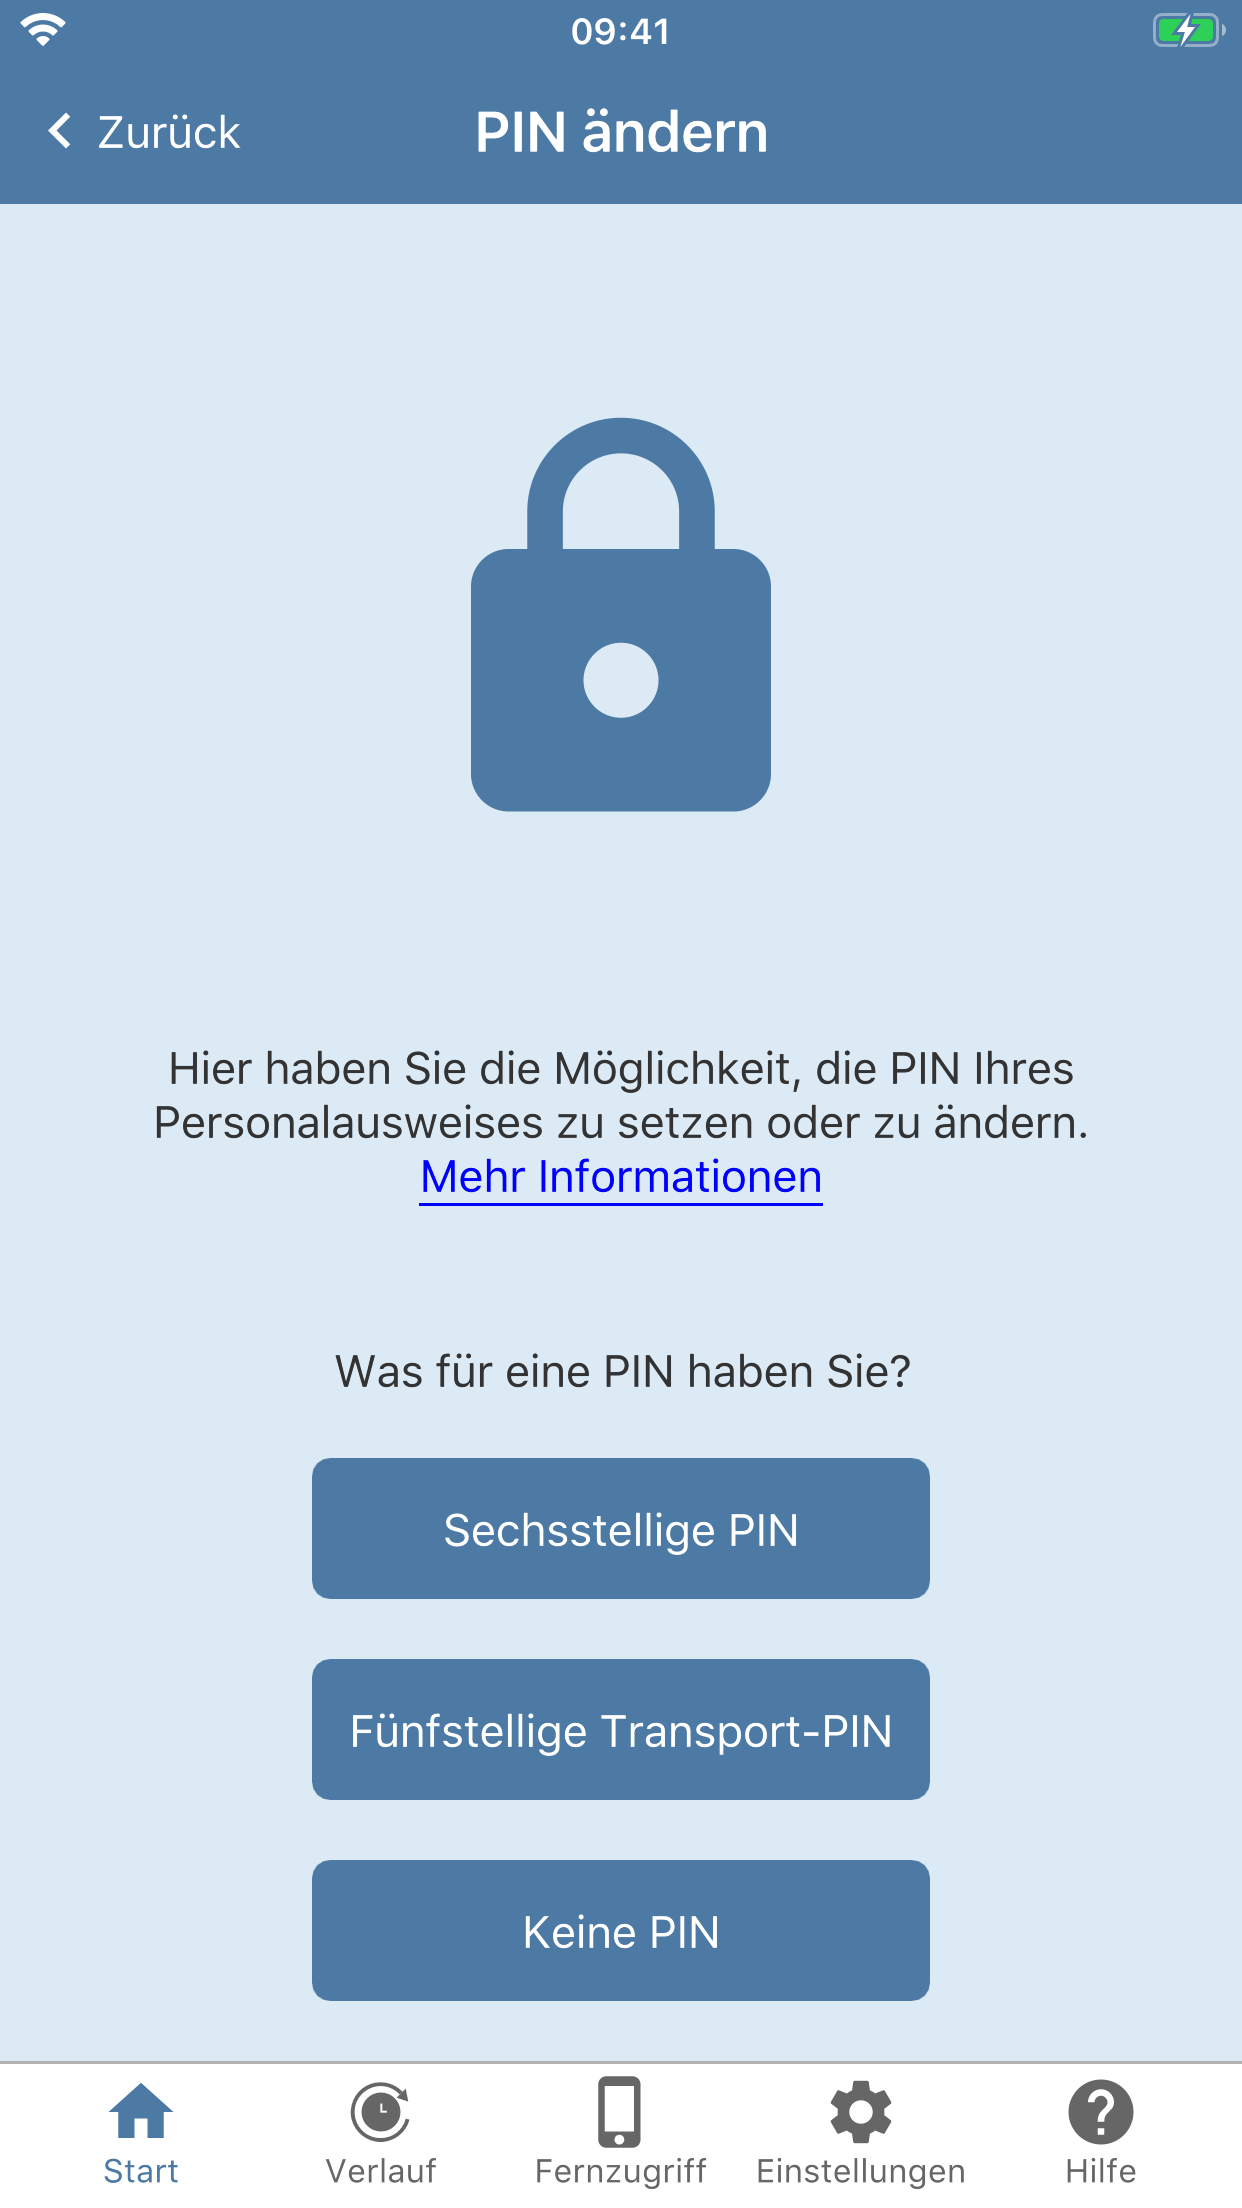 09:41
Zurück
PIN ändern
Hier haben Sie die Möglichkeit, die PIN Ihres
Personalausweises zu setzen oder zu ändern.
Mehr Informationen
Was für eine PIN haben Sie?
Sechsstellige PIN
Fünfstellige Transport-PIN
Keine PIN
Start
Verlauf
Fernzugriff
Einstellungen
Hilfe